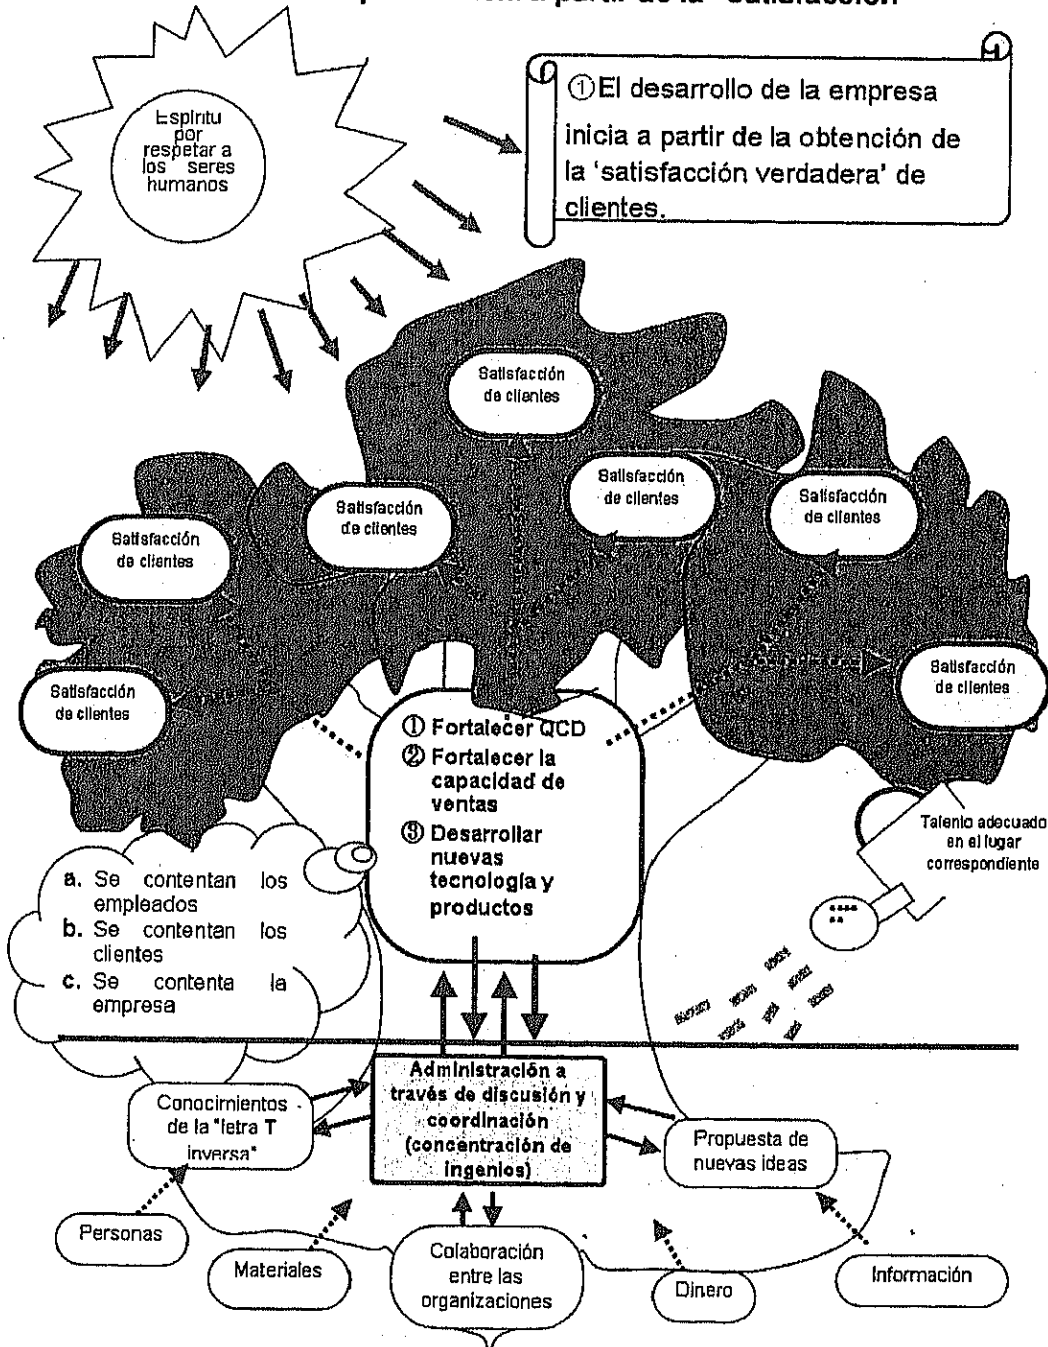 partir de la "Satisfacción"
Espíritu
por
respetar a
los seres
humanos
①El desarrollo de la empresa
inicia a partir de la obtención de
la 'satisfacción verdadera' de
clientes.
Satisfacción
de clientes
Satisfacción
de clientes
Satisfacción
de clientes
Satisfacción
de clientes
Satisfacción
de clientes
Satisfacción
de clientes
Satisfacción
de clientes
① Fortalecer QCD
② Fortalecer la
capacidad de
ventas
③ Desarrollar
nuevas
tecnología y
productos
Talento adecuado
en el lugar
correspondiente
a. Se contentan los
empleados
b. Se contentan los
clientes
c. Se contenta la
empresa
Administración a
través de discusión y
coordinación
(concentración de
ingenios)
Conocimientos
de la "letra T
inversa"
Propuesta de
nuevas ideas
Personas
Materiales
Colaboración
entre las
organizaciones
Dinero
Información